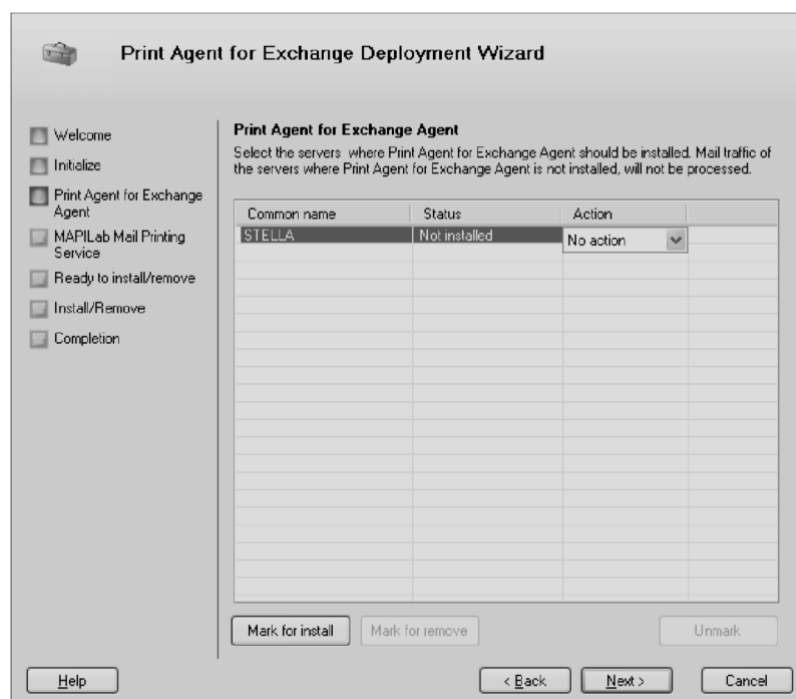 Print Agent for Exchange Deployment Wizard
Welcome
Initialize
Print Agent for Exchange
Agent
MAPILab Mail Printing
Service
Ready to install/remove
Install/Remove
Completion
Print Agent for Exchange Agent
Select the servers where Print Agent for Exchange Agent should be installed. Mail traffic of
the servers where Print Agent for Exchange Agent is not installed, will not be processed.
Common name Status Action
STELLA Not installed No action
Mark for install Mark for remove Unmark
Help < Back Next > Cancel